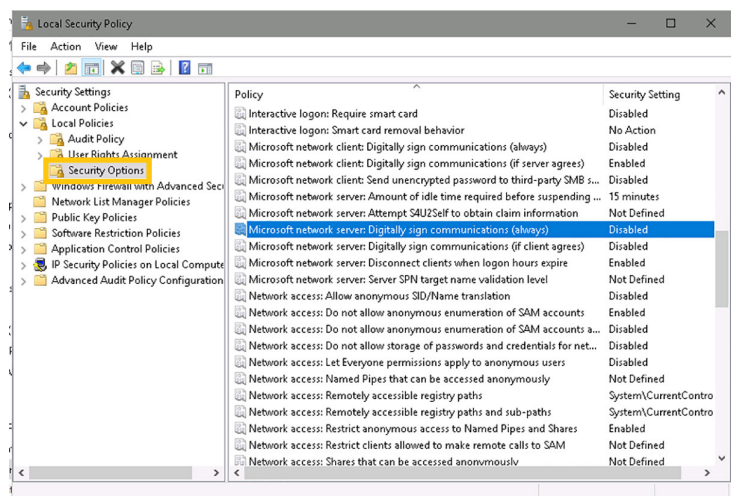 Local Security Policy
File Action View Help
Security Settings
Account Policies
Local Policies
Audit Policy
User Rights Assignment
Security Options
Windows Firewall with Advanced Secu
Network List Manager Policies
Public Key Policies
Software Restriction Policies
Application Control Policies
IP Security Policies on Local Compute
Advanced Audit Policy Configuration
Policy Security Setting
Interactive logon: Require smart card Disabled
Interactive logon: Smart card removal behavior No Action
Microsoft network client: Digitally sign communications (always) Disabled
Microsoft network client: Digitally sign communications (if server agrees) Enabled
Microsoft network client: Send unencrypted password to third-party SMB s... Disabled
Microsoft network server: Amount of idle time required before suspending ... 15 minutes
Microsoft network server: Attempt S4U2Self to obtain claim information Not Defined
Microsoft network server: Digitally sign communications (always) Disabled
Microsoft network server: Digitally sign communications (if client agrees) Disabled
Microsoft network server: Disconnect clients when logon hours expire Enabled
Microsoft network server: Server SPN target name validation level Not Defined
Network access: Allow anonymous SID/Name translation Disabled
Network access: Do not allow anonymous enumeration of SAM accounts Enabled
Network access: Do not allow anonymous enumeration of SAM accounts a... Disabled
Network access: Do not allow storage of passwords and credentials for net... Disabled
Network access: Let Everyone permissions apply to anonymous users Disabled
Network access: Named Pipes that can be accessed anonymously Not Defined
Network access: Remotely accessible registry paths System\CurrentContro
Network access: Remotely accessible registry paths and sub-paths System\CurrentContro
Network access: Restrict anonymous access to Named Pipes and Shares Enabled
Network access: Restrict clients allowed to make remote calls to SAM Not Defined
Network access: Shares that can be accessed anonymously Not Defined